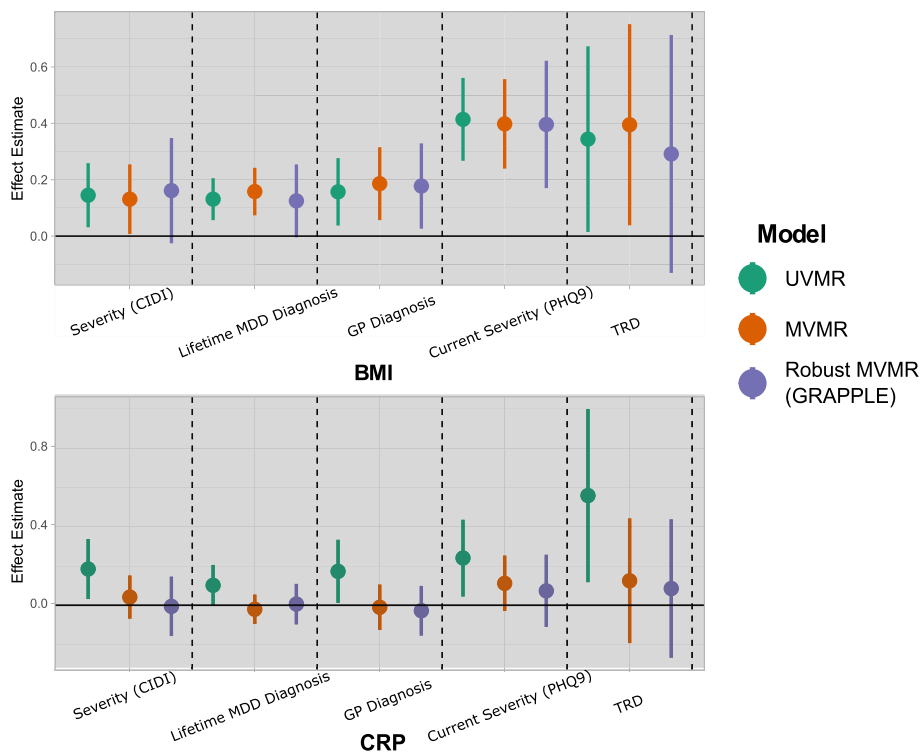 Effect Estimate
0.6
0.4
0.2
0.0
Severity (CIDI)
Lifetime MDD Diagnosis
GP Diagnosis
Current Severity (PHQ9)
TRD
BMI
Effect Estimate
0.8
0.4
0.0
Severity (CIDI)
Lifetime MDD Diagnosis
GP Diagnosis
Current Severity (PHQ9)
TRD
CRP
Model
UVMR
MVMR
Robust MVMR
(GRAPPLE)